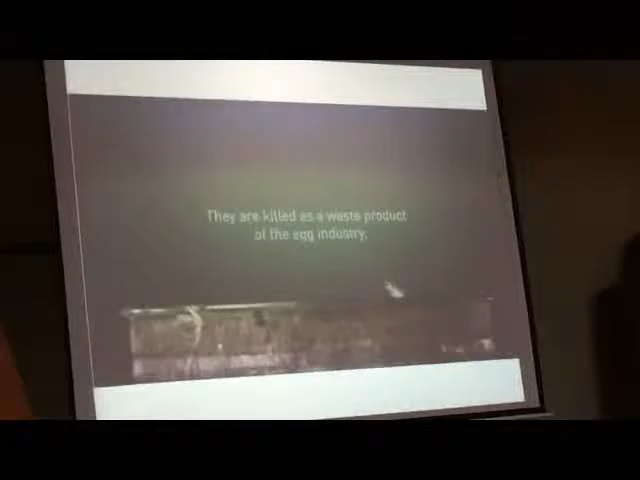 They are killed as a waste product
of the egg industry.